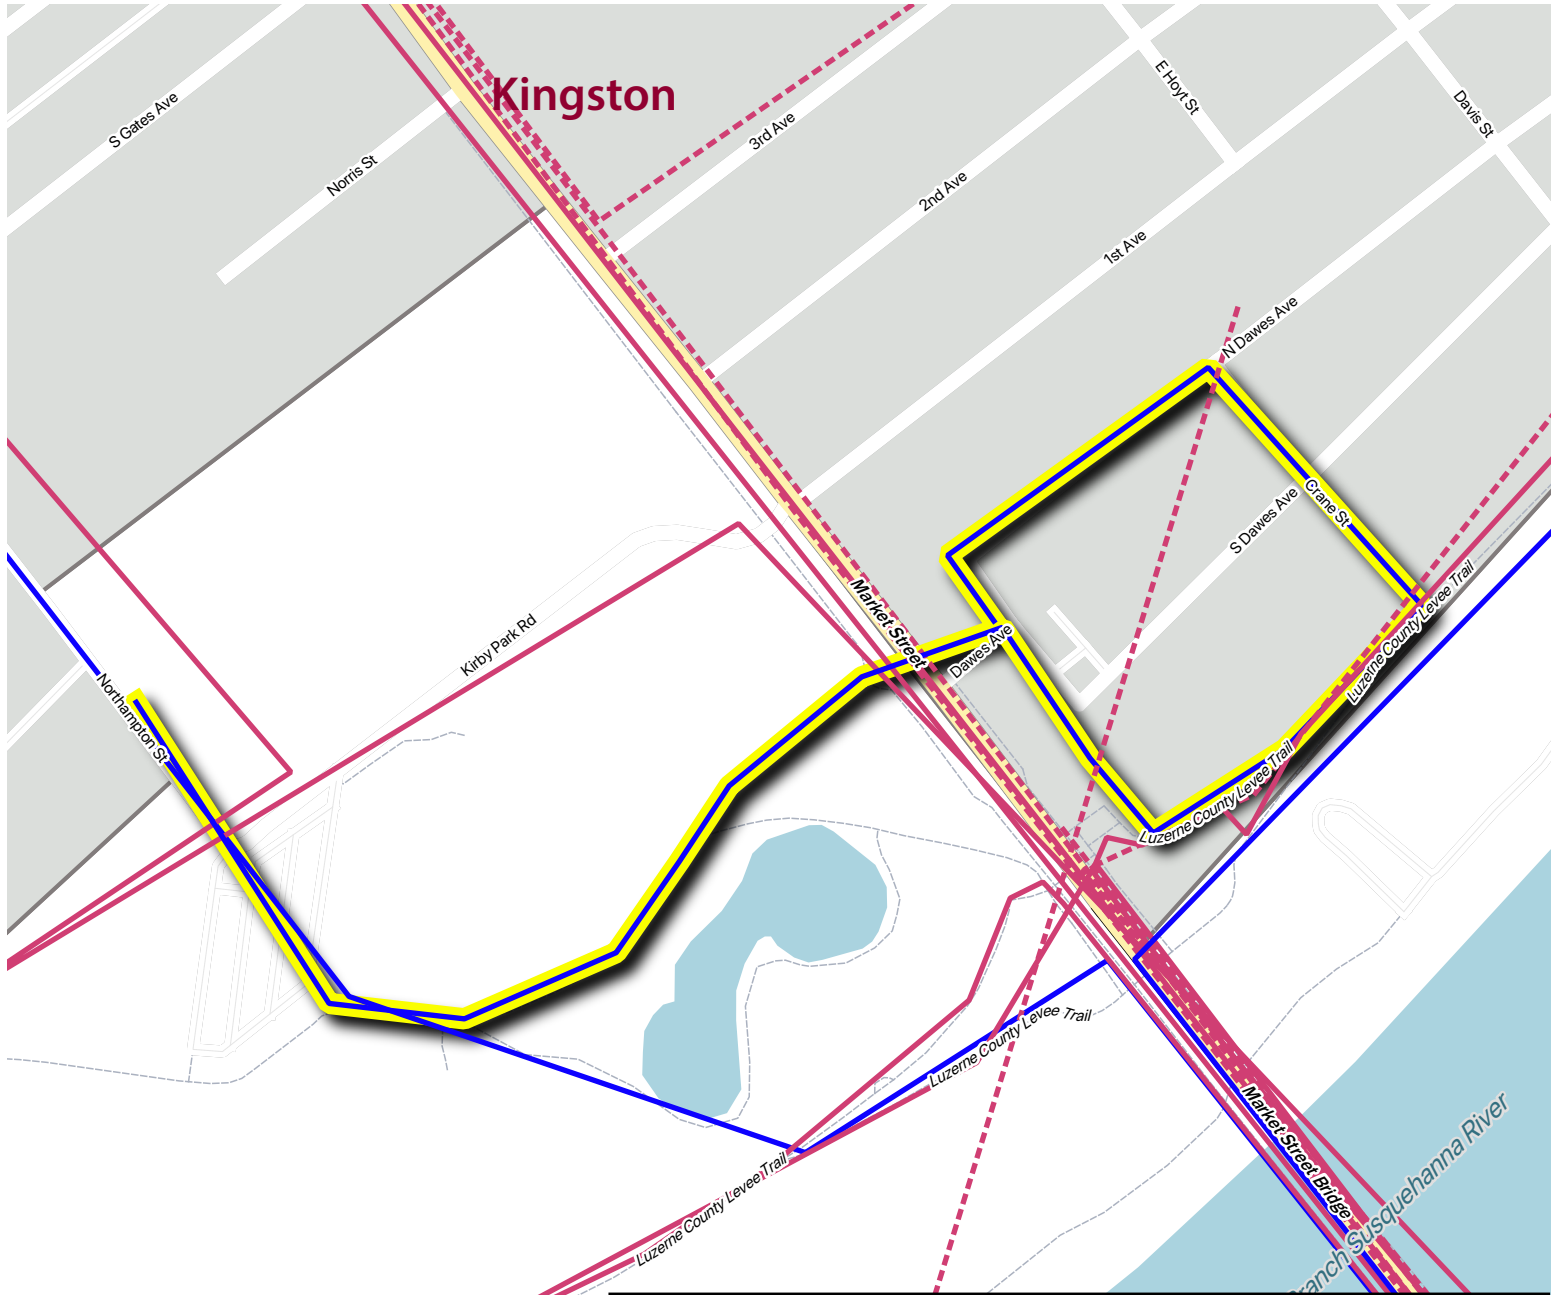 Kingston
E Hoyt St
Davis St
S Gates Ave
3rd Ave
Norris St
2nd Ave
1st Ave
N Dawes Ave
Crane St
S Dawes Ave
Market Street
Luzerne County Levee Trail
Kirby Park Rd
Dawes Ave
Northampton St
Luzerne County Levee Trail
Luzerne County Levee Trail
Market Street Bridge
Luzerne County Levee Trail
ranch Susquehanna River